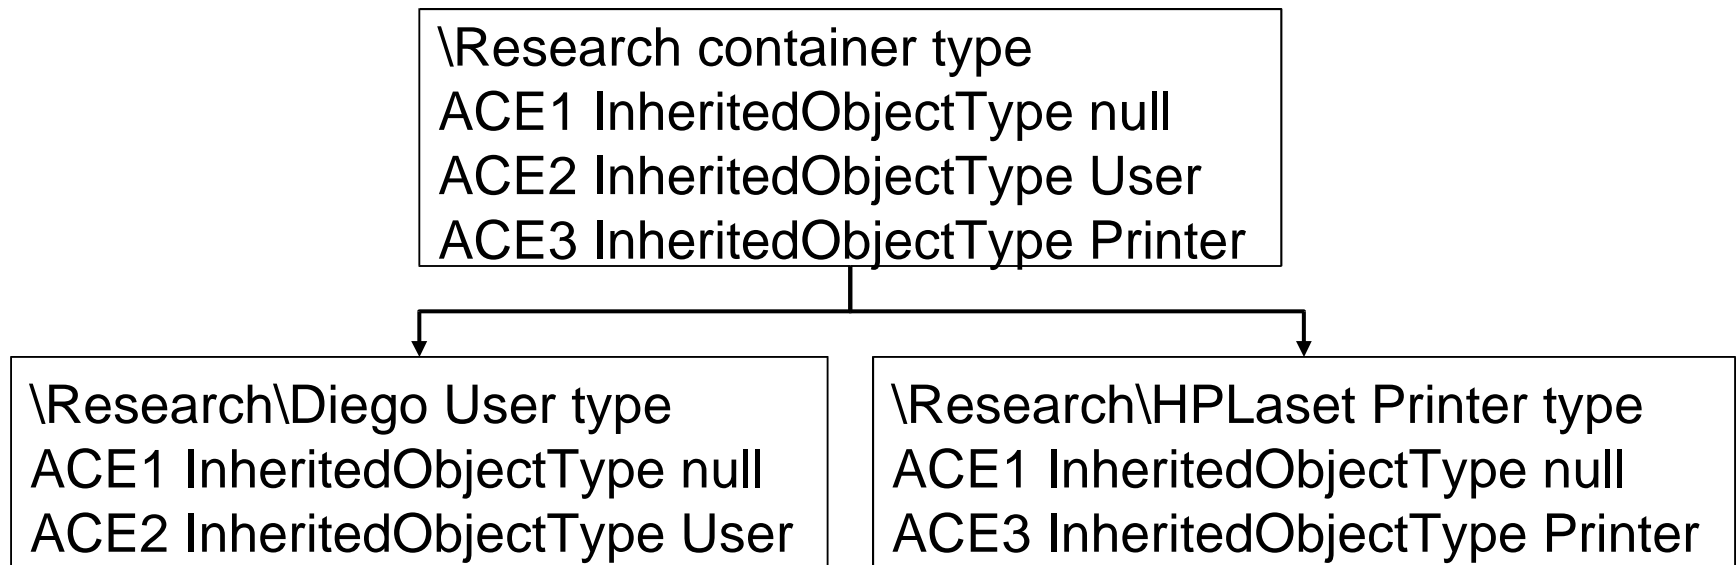 \Research container type
ACE1 InheritedObjectType null
ACE2 InheritedObjectType User
ACE3 InheritedObjectType Printer
\Research\Diego User type
ACE1 InheritedObjectType null
ACE2 InheritedObjectType User
\Research\HPLaset Printer type
ACE1 InheritedObjectType null
ACE3 InheritedObjectType Printer